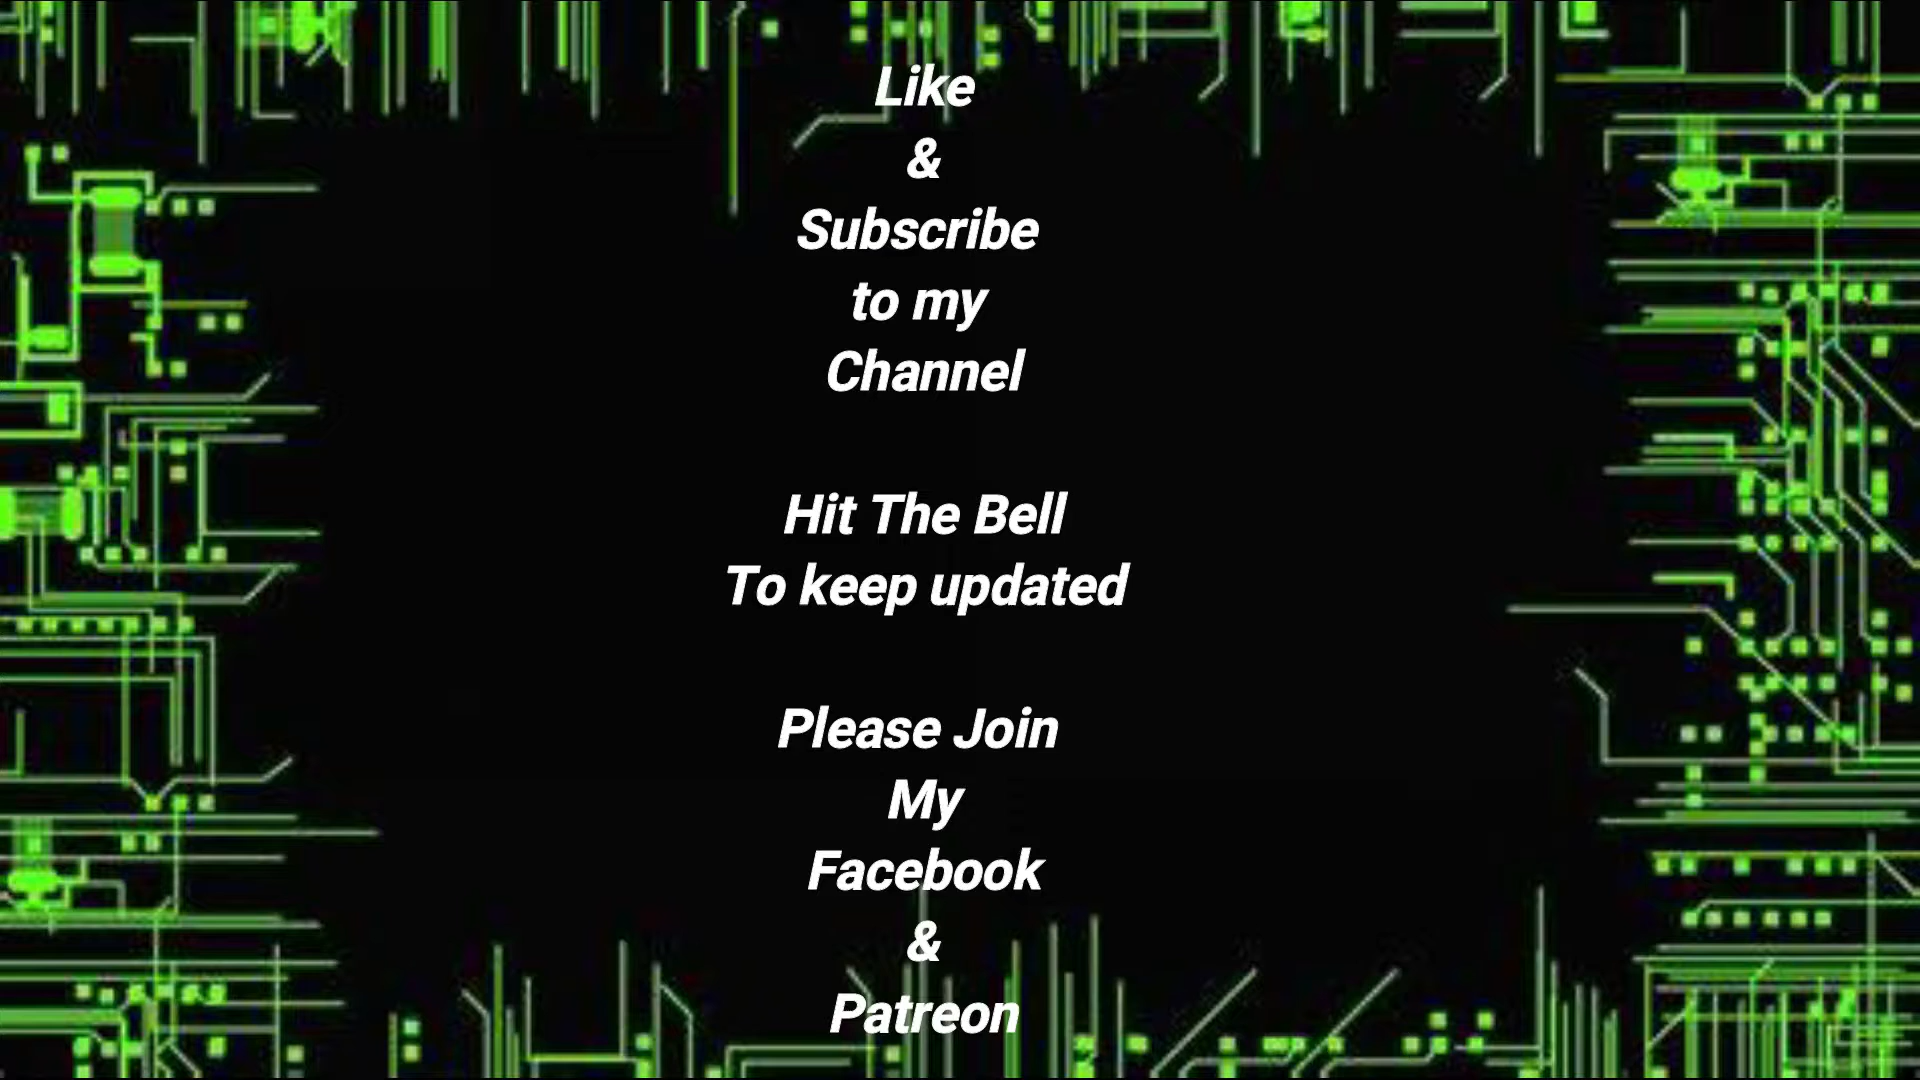 Like
&
Subscribe
to my
Channel
Hit The Bell
To keep updated
Please Join
My
Facebook
&
Patreon